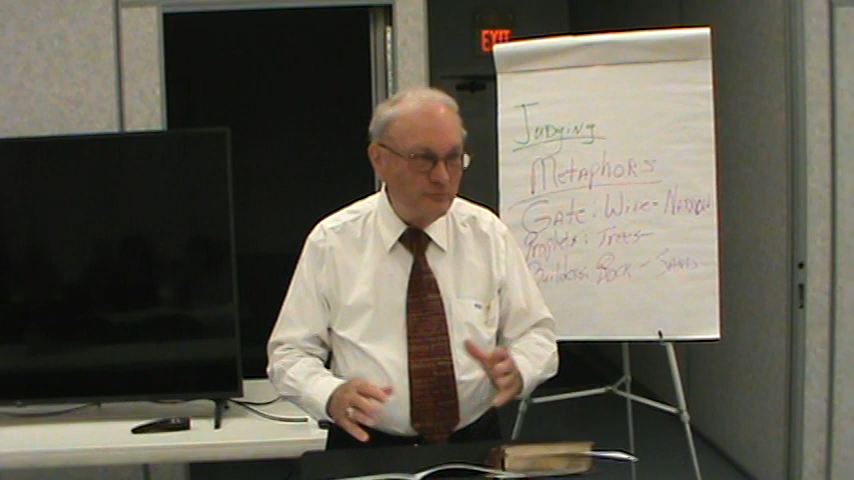 EXIT
Judging
Metaphors
Gate: Wide - Narrow
Prophets: Trees
Builders: Rock - Sand